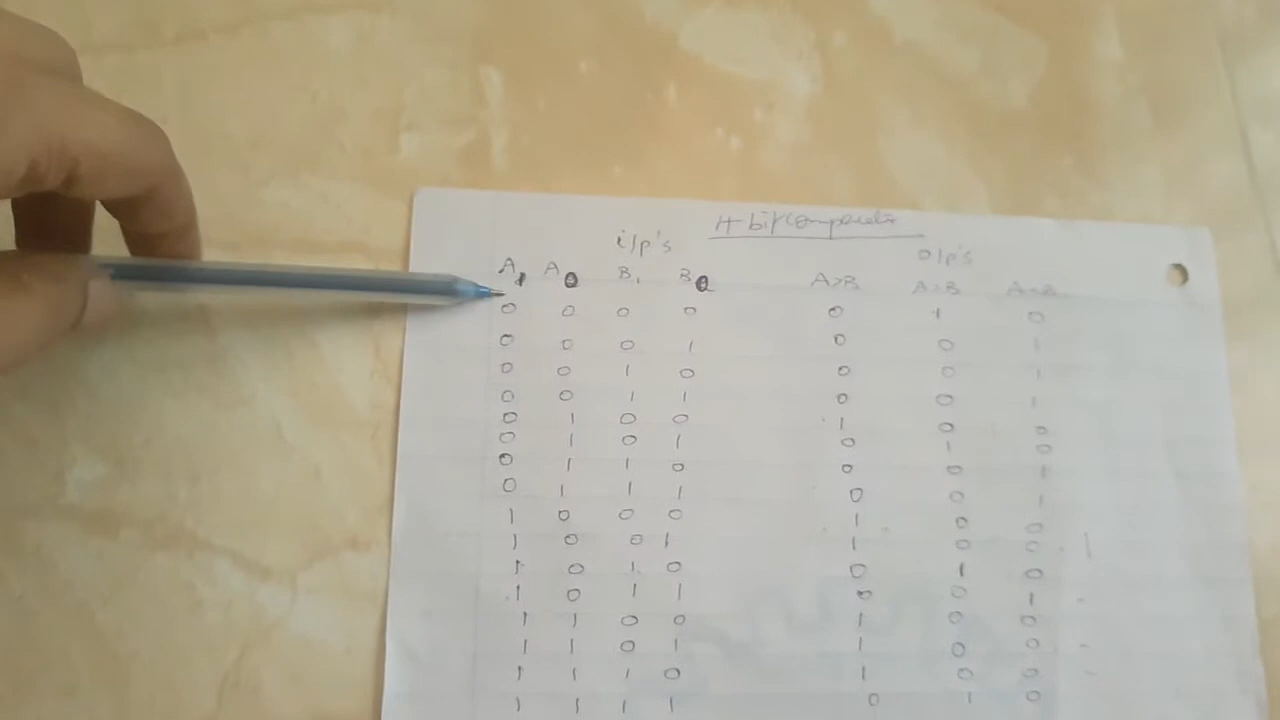 4 bit comparator
i/p's O/p's
A₁ A₀ B₁ B₀ A>B A=B A<B
0 0 0 0 0 1 0
0 0 0 1 0 0 1
0 0 1 0 0 0 1
0 0 1 1 0 0 1
0 1 0 0 1 0 0
0 1 0 1 0 1 0
0 1 1 0 0 0 1
0 1 1 1 0 0 1
1 0 0 0 1 0 0
1 0 0 1 1 0 0
1 0 1 0 0 1 0
1 0 1 1 0 0 1
1 1 0 0 1 0 0
1 1 0 1 1 0 0
1 1 1 0 1 0 0
1 1 1 1 0 1 0